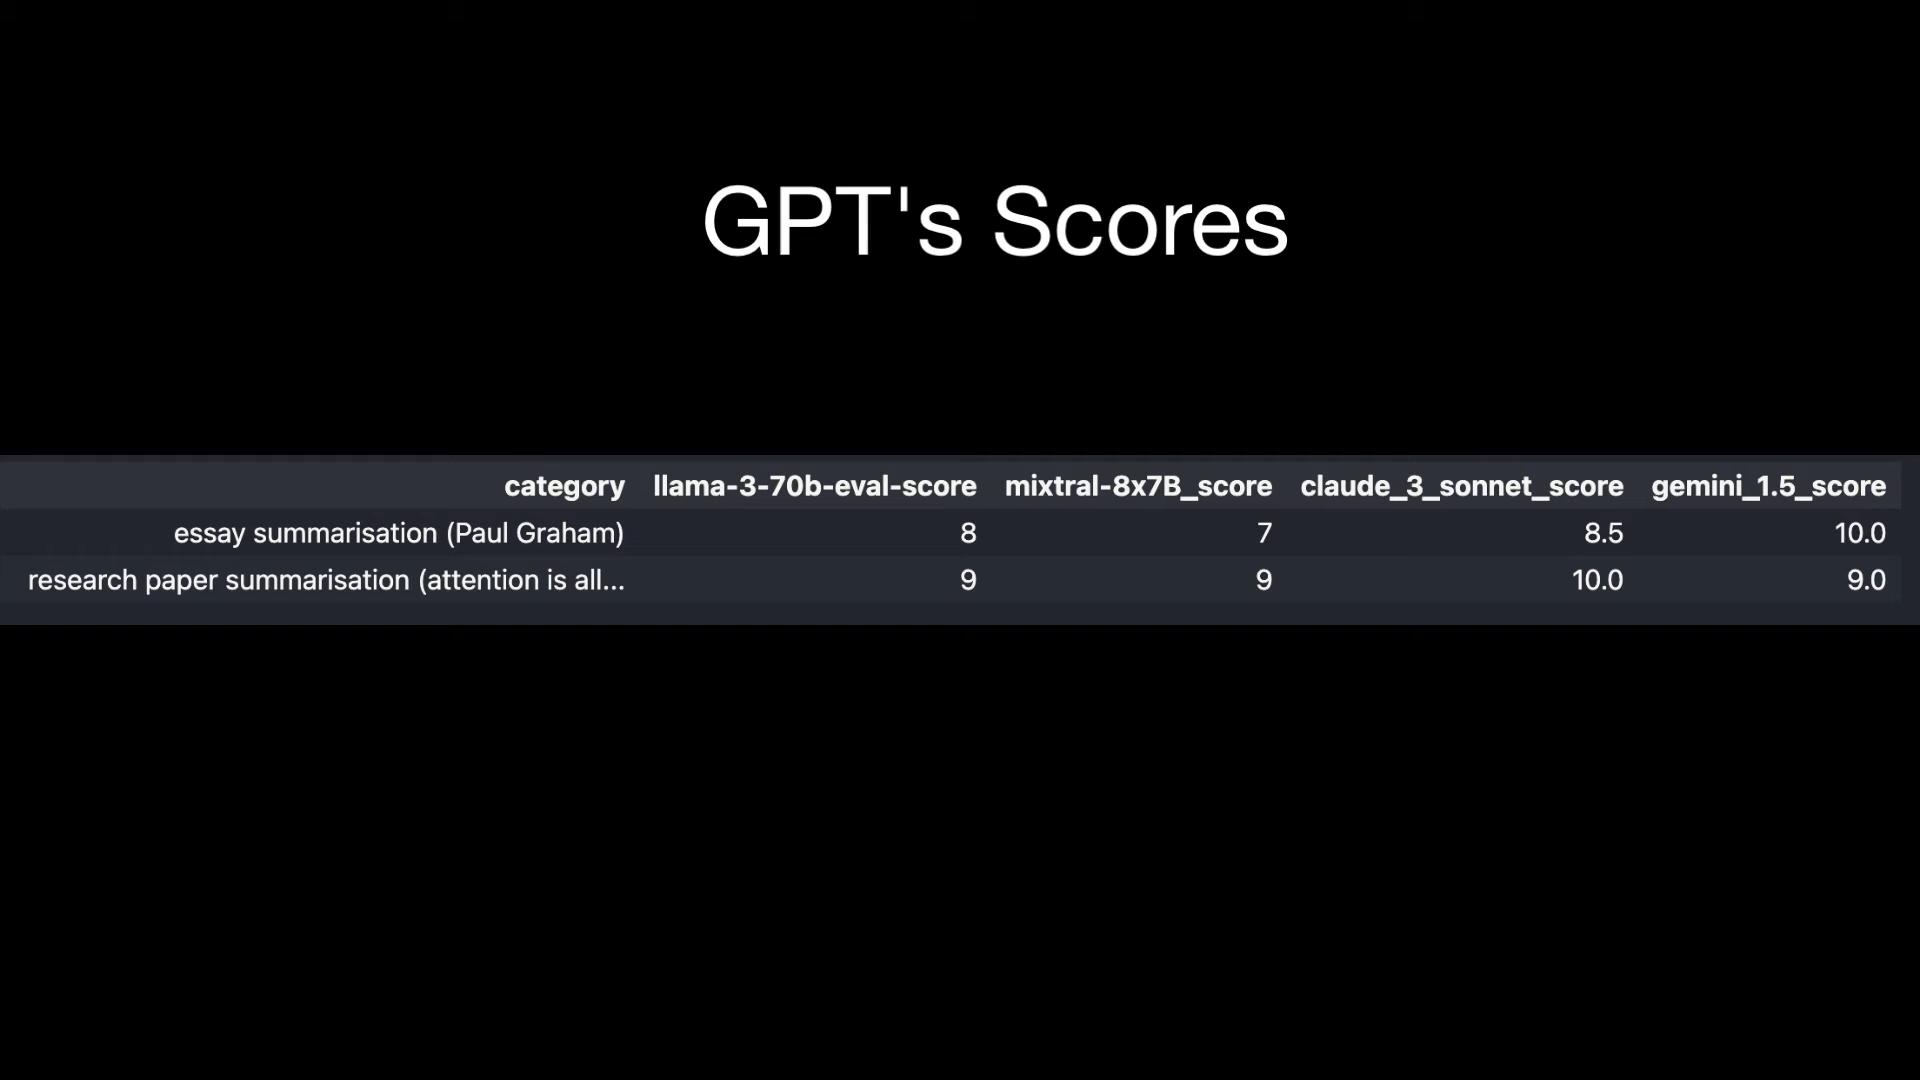 GPT's Scores
category llama-3-70b-eval-score mixtral-8x7B_score claude_3_sonnet_score gemini_1.5_score
essay summarisation (Paul Graham) 8 7 8.5 10.0
research paper summarisation (attention is all... 9 9 10.0 9.0